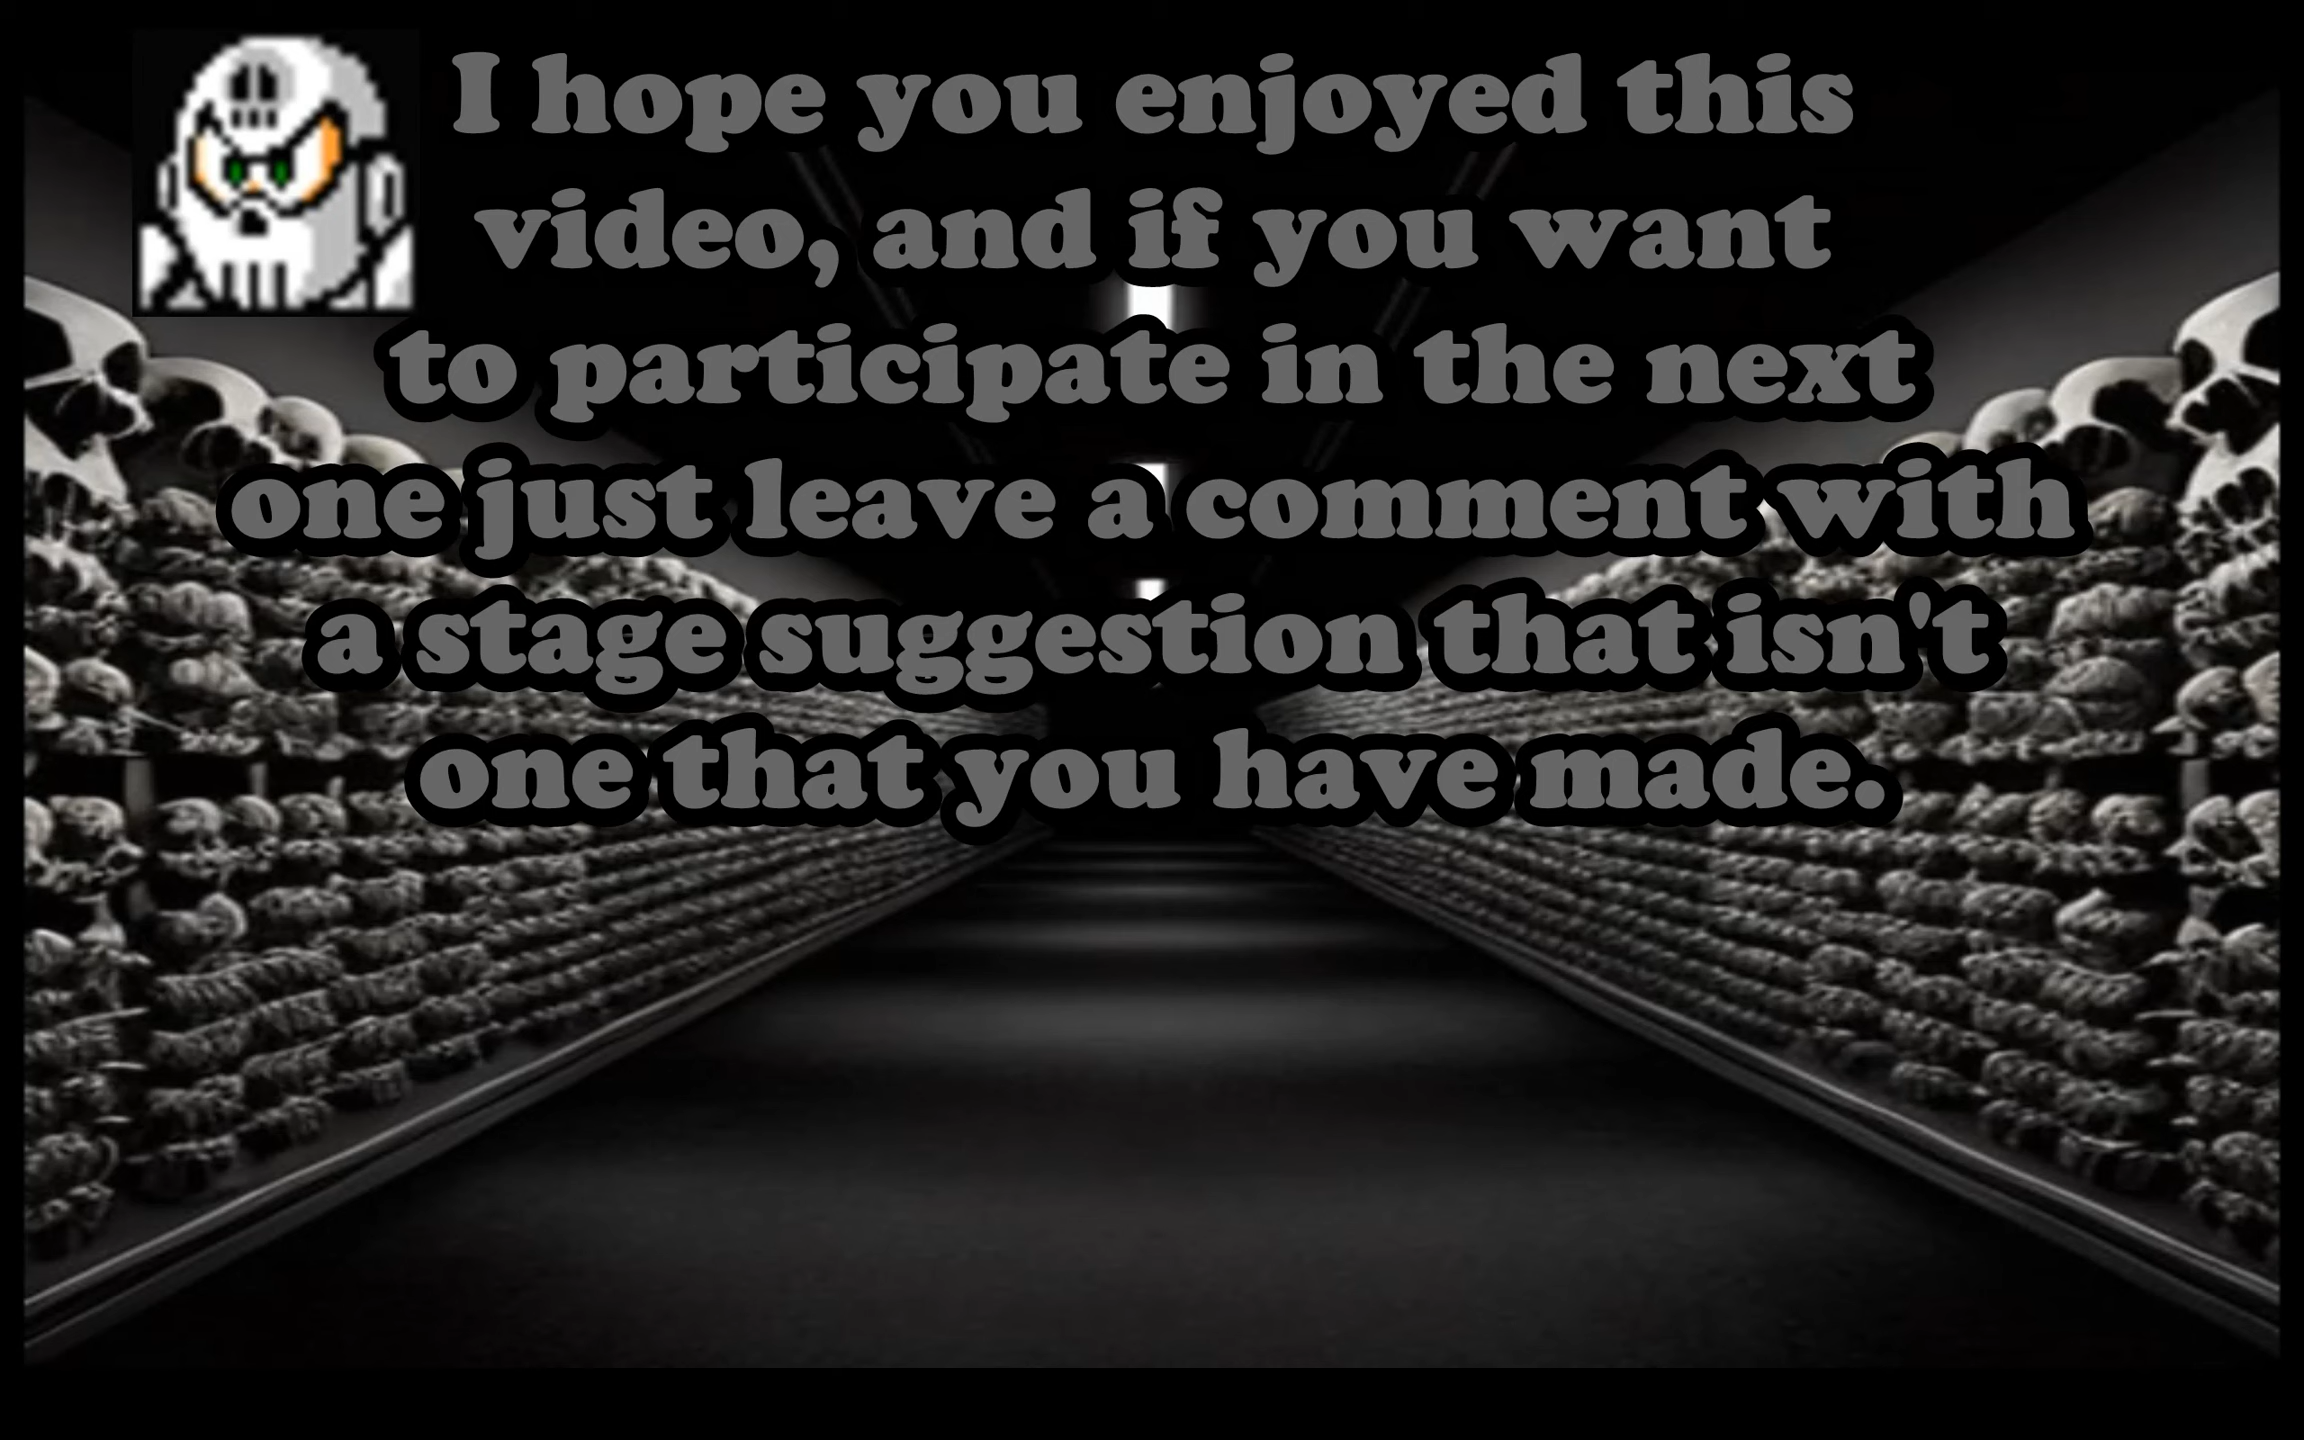 I hope you enjoyed this
video, and if you want
to participate in the next
one just leave a comment with
a stage suggestion that isn't
one that you have made.